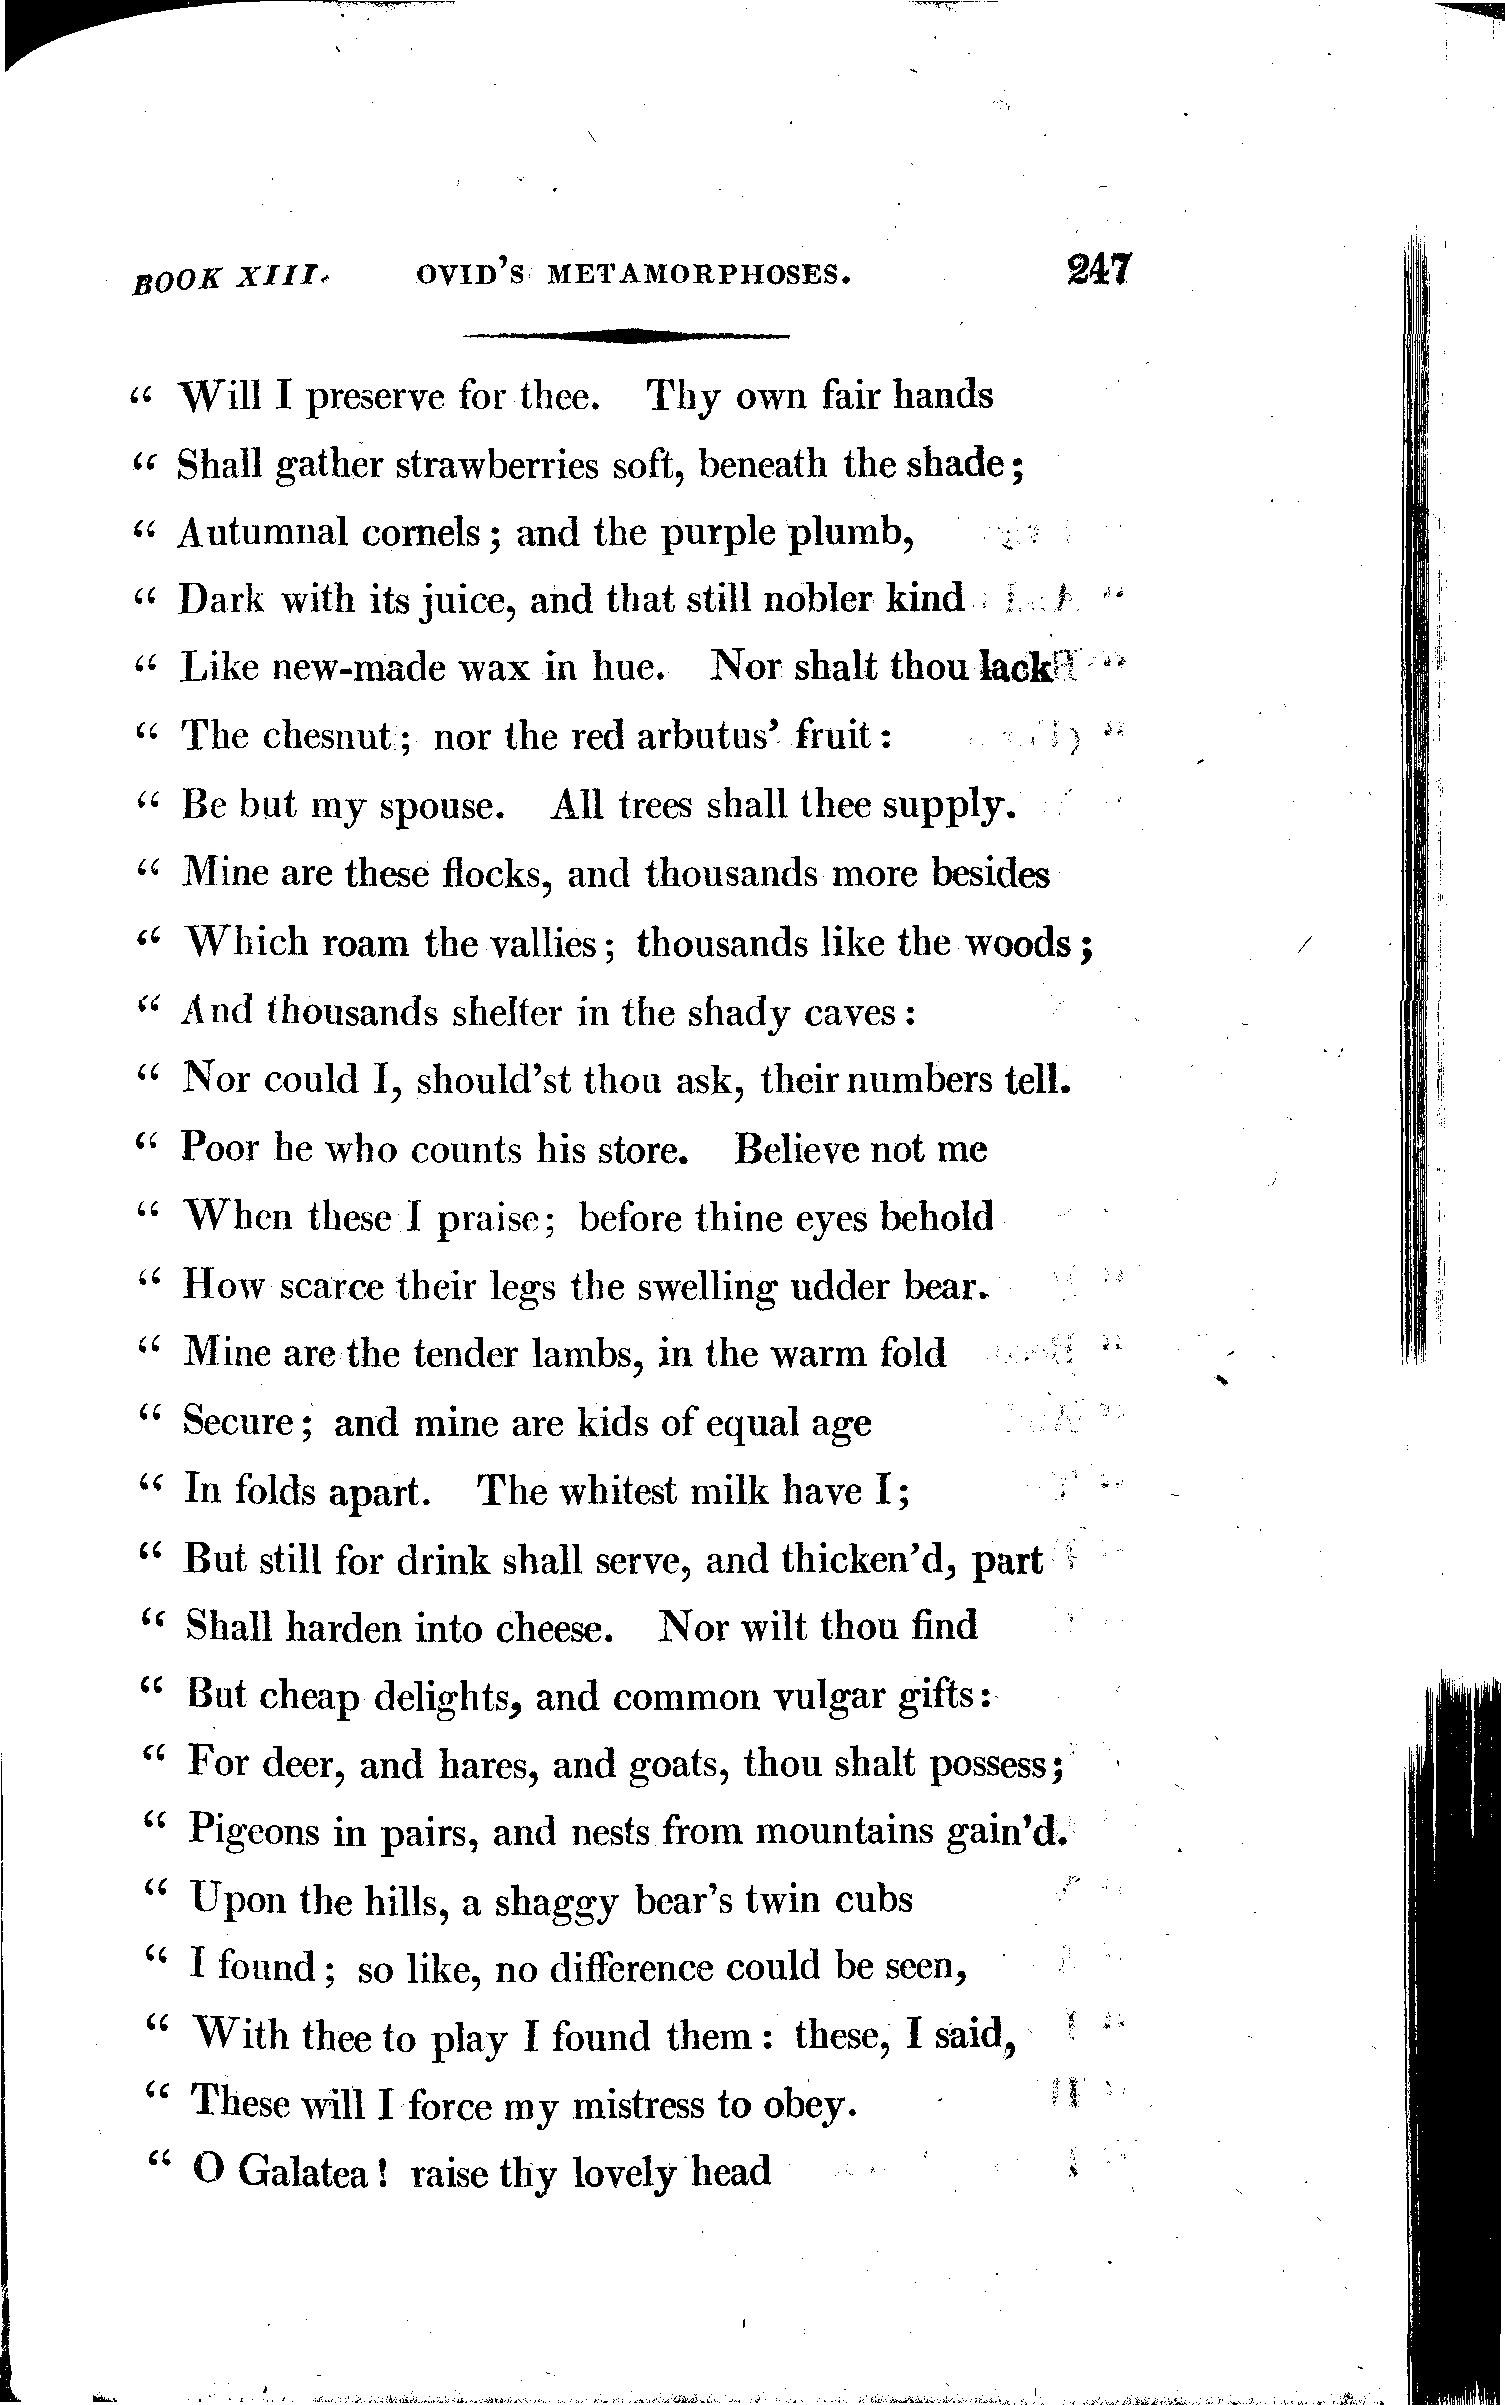 BOOK XIII. OVID'S METAMORPHOSES. 247
“ Will I preserve for thee. Thy own fair hands
“ Shall gather strawberries soft, beneath the shade;
“ Autumnal cornels; and the purple plumb,
“ Dark with its juice, and that still nobler kind
“ Like new-made wax in hue. Nor shalt thou lack
“ The chesnut; nor the red arbutus' fruit:
“ Be but my spouse. All trees shall thee supply.
“ Mine are these flocks, and thousands more besides
“ Which roam the vallies; thousands like the woods;
“ And thousands shelter in the shady caves:
“ Nor could I, should'st thou ask, their numbers tell.
“ Poor he who counts his store. Believe not me
“ When these I praise; before thine eyes behold
“ How scarce their legs the swelling udder bear.
“ Mine are the tender lambs, in the warm fold
“ Secure; and mine are kids of equal age
“ In folds apart. The whitest milk have I;
“ But still for drink shall serve, and thicken'd, part
“ Shall harden into cheese. Nor wilt thou find
“ But cheap delights, and common vulgar gifts:
“ For deer, and hares, and goats, thou shalt possess;
“ Pigeons in pairs, and nests from mountains gain'd.
“ Upon the hills, a shaggy bear's twin cubs
“ I found; so like, no difference could be seen,
“ With thee to play I found them: these, I said,
“ These will I force my mistress to obey.
“ O Galatea! raise thy lovely head